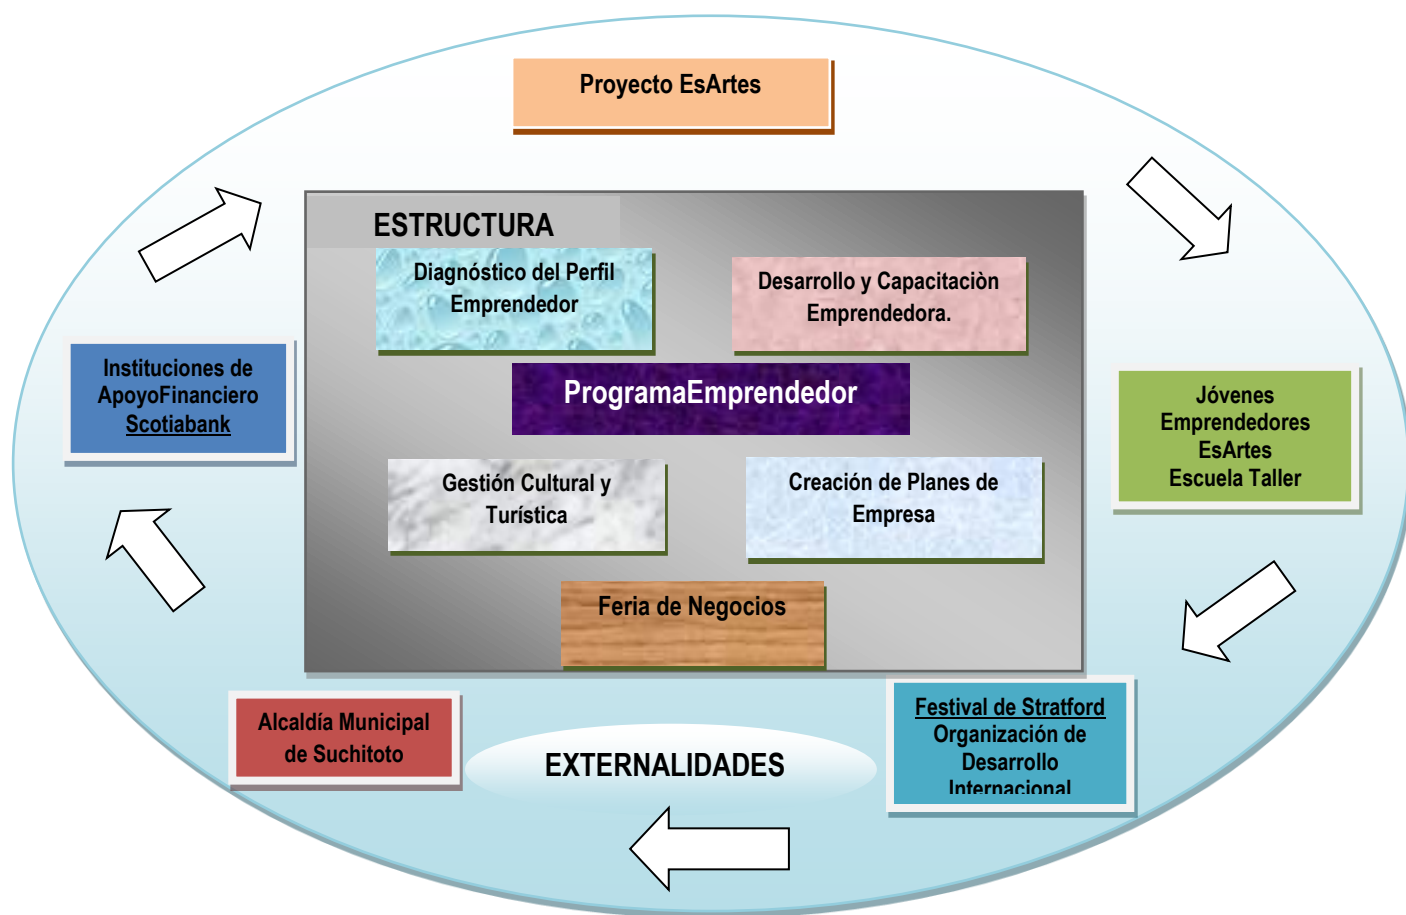 Proyecto EsArtes
ESTRUCTURA
Diagnóstico del Perfil
Emprendedor
Desarrollo y Capacitaciòn
Emprendedora.
ProgramaEmprendedor
Instituciones de
ApoyoFinanciero
Scotiabank
Jóvenes
Emprendedores
EsArtes
Escuela Taller
Gestión Cultural y
Turística
Creación de Planes de
Empresa
Feria de Negocios
Alcaldía Municipal
de Suchitoto
EXTERNALIDADES
Festival de Stratford
Organización de
Desarrollo
Internacional